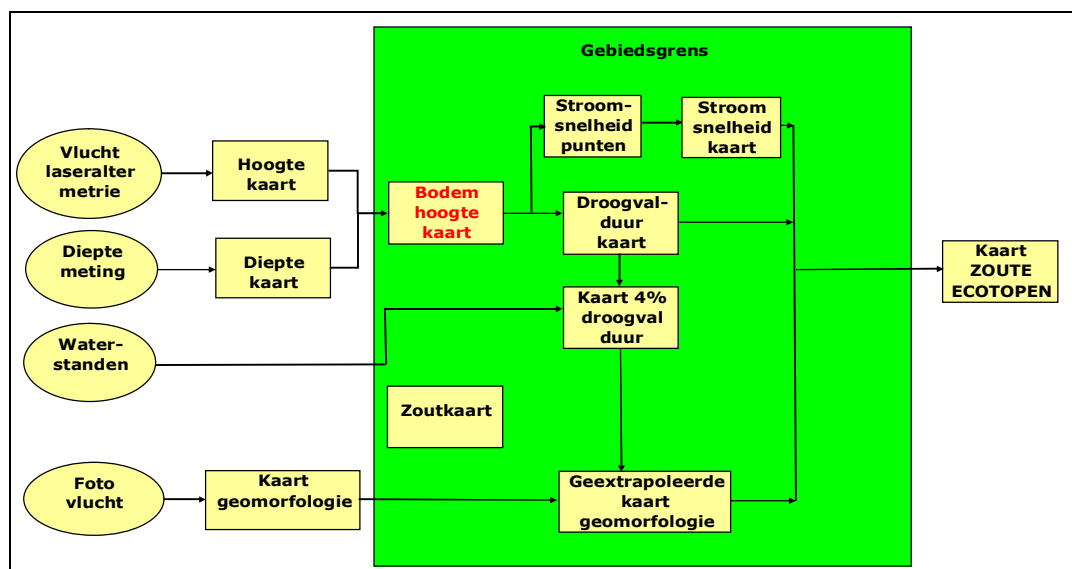 Gebiedsgrens
Vlucht
laseralter
metrie
Hoogte
kaart
Bodem
hoogte
kaart
Stroom-
snelheid
punten
Stroom
snelheid
kaart
Diepte
meting
Diepte
kaart
Droogval-
duur
kaart
Kaart
ZOUTE
ECOTOPEN
Water-
standen
Kaart 4%
droogval
duur
Zoutkaart
Foto
vlucht
Kaart
geomorfologie
Geextrapoleerde
kaart
geomorfologie